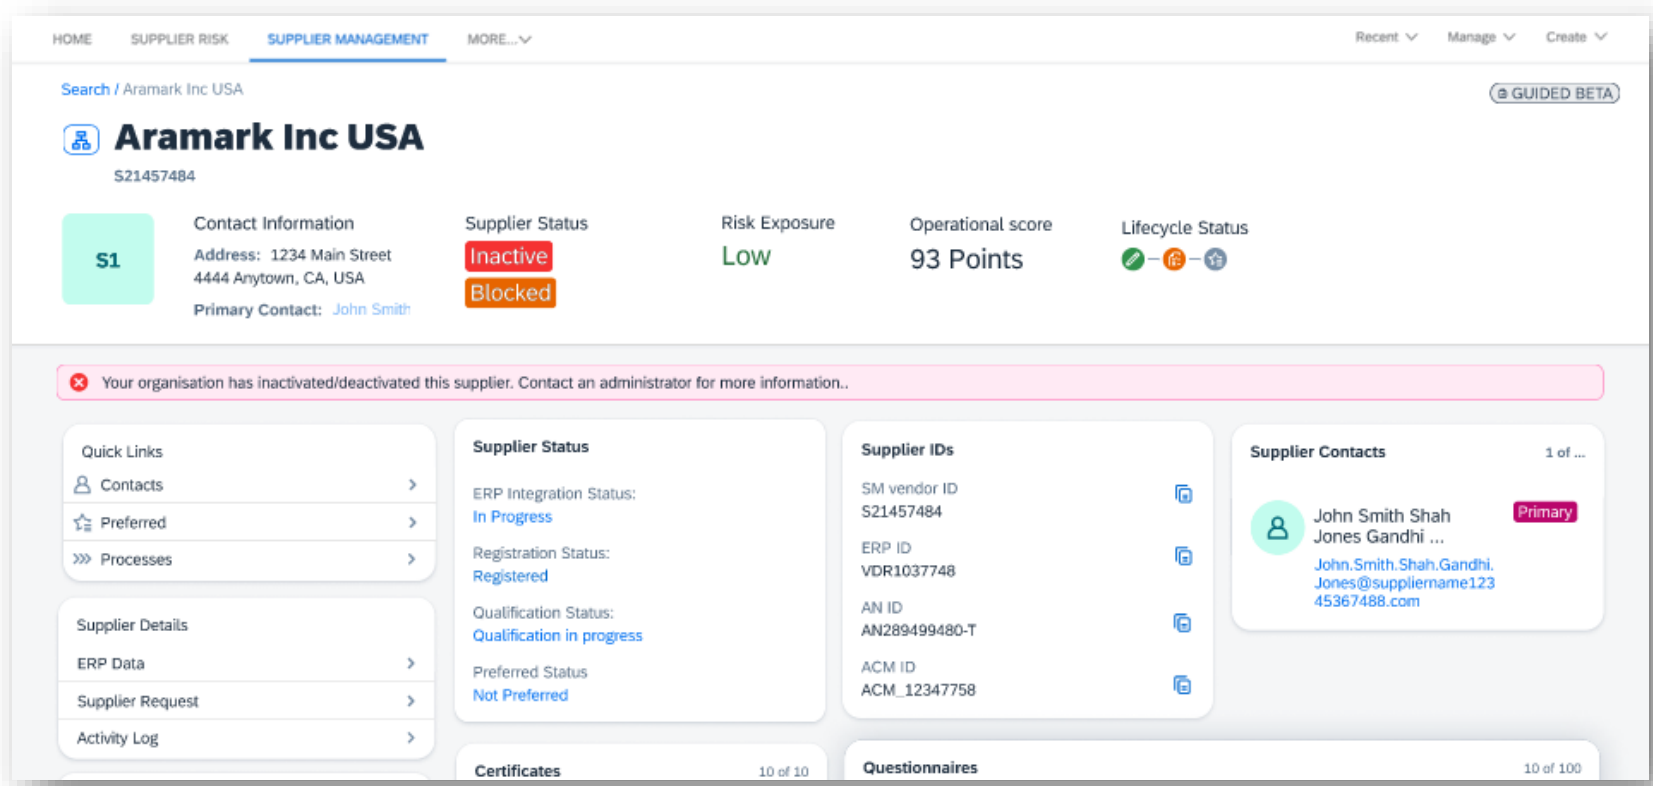 HOME SUPPLIER RISK SUPPLIER MANAGEMENT MORE... Recent Manage Create
Search / Aramark Inc USA
GUIDED BETA
Aramark Inc USA
S21457484
S1
Contact Information
Address: 1234 Main Street
4444 Anytown, CA, USA
Primary Contact: John Smith
Supplier Status
Inactive
Blocked
Risk Exposure
Low
Operational score
93 Points
Lifecycle Status
Your organisation has inactivated/deactivated this supplier. Contact an administrator for more information..
Quick Links
Contacts
Preferred
Processes
Supplier Details
ERP Data
Supplier Request
Activity Log
Supplier Status
ERP Integration Status:
In Progress
Registration Status:
Registered
Qualification Status:
Qualification in progress
Preferred Status
Not Preferred
Supplier IDs
SM vendor ID
S21457484
ERP ID
VDR1037748
AN ID
AN289499480-T
ACM ID
ACM_12347758
Supplier Contacts 1 of ...
John Smith Shah
Jones Gandhi ...
Primary
John.Smith.Shah.Gandhi.
Jones@suppliername123
45367488.com
Certificates 10 of 10
Questionnaires 10 of 100